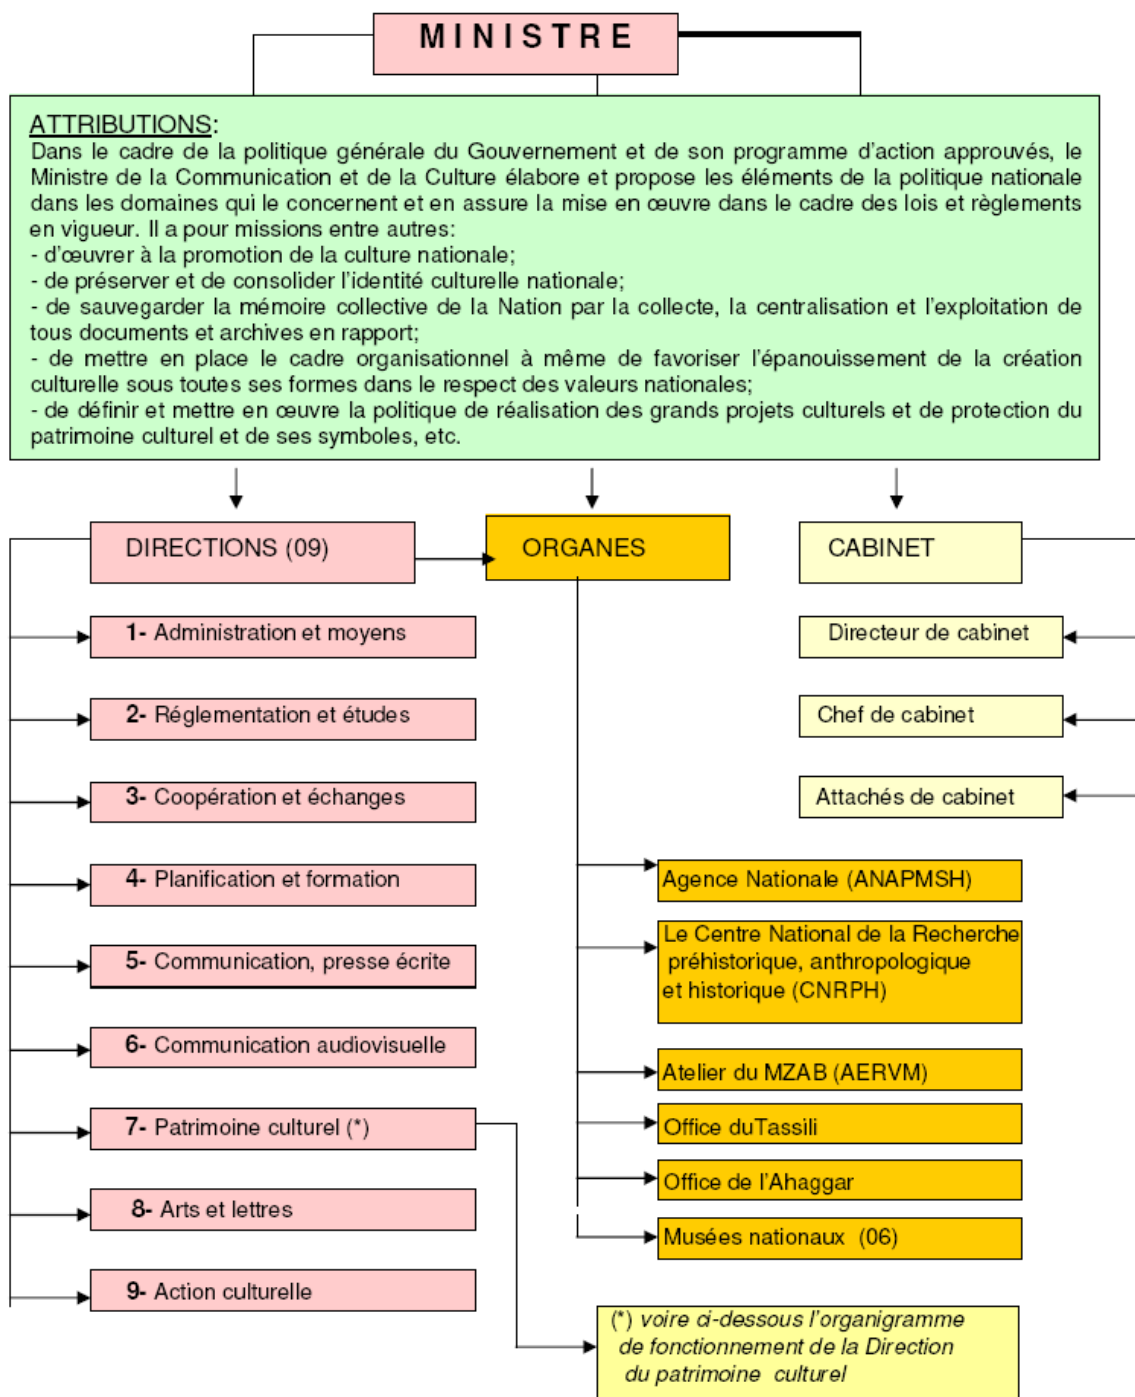 MINISTRE
ATTRIBUTIONS:
Dans le cadre de la politique générale du Gouvernement et de son programme d'action approuvés, le
Ministre de la Communication et de la Culture élabore et propose les éléments de la politique nationale
dans les domaines qui le concernent et en assure la mise en œuvre dans le cadre des lois et règlements
en vigueur. Il a pour missions entre autres:
- d'œuvrer à la promotion de la culture nationale;
- de préserver et de consolider l'identité culturelle nationale;
- de sauvegarder la mémoire collective de la Nation par la collecte, la centralisation et l'exploitation de
tous documents et archives en rapport;
- de mettre en place le cadre organisationnel à même de favoriser l'épanouissement de la création
culturelle sous toutes ses formes dans le respect des valeurs nationales;
- de définir et mettre en œuvre la politique de réalisation des grands projets culturels et de protection du
patrimoine culturel et de ses symboles, etc.
DIRECTIONS (09)
1- Administration et moyens
2- Réglementation et études
3- Coopération et échanges
4- Planification et formation
5- Communication, presse écrite
6- Communication audiovisuelle
7- Patrimoine culturel (*)
8- Arts et lettres
9- Action culturelle
ORGANES
Agence Nationale (ANAPMSH)
Le Centre National de la Recherche
préhistorique, anthropologique
et historique (CNRPH)
Atelier du MZAB (AERVM)
Office duTassili
Office de l'Ahaggar
Musées nationaux (06)
CABINET
Directeur de cabinet
Chef de cabinet
Attachés de cabinet
(*) voire ci-dessous l'organigramme
de fonctionnement de la Direction
du patrimoine culturel